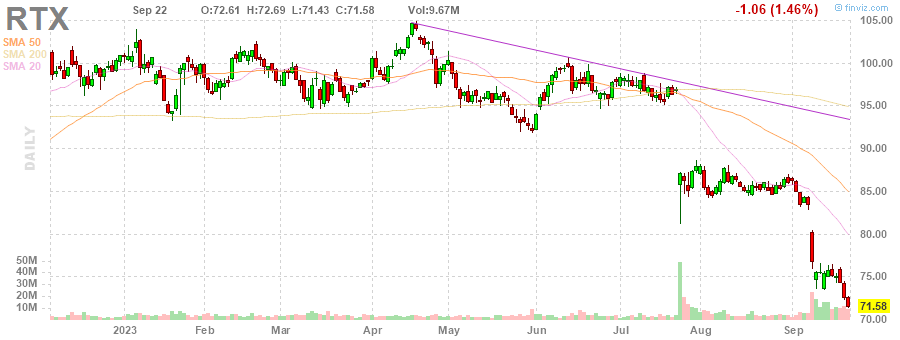 RTX
Sep 22 O:72.61 H:72.69 L:71.43 C:71.58 Vol:9.67M
-1.06 (1.46%)
© finviz.com
SMA 50
SMA 200
SMA 20
DAILY
105.00
100.00
95.00
90.00
85.00
80.00
75.00
71.58
70.00
50M
40M
30M
20M
10M
2023 Feb Mar Apr May Jun Jul Aug Sep